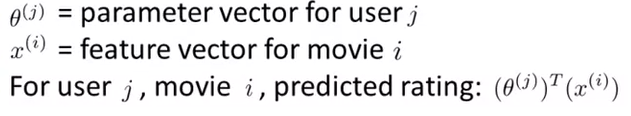 θ⁽ʲ⁾ = parameter vector for user j
x⁽ⁱ⁾ = feature vector for movie i
For user j , movie i , predicted rating: (θ⁽ʲ⁾)ᵀ(x⁽ⁱ⁾)